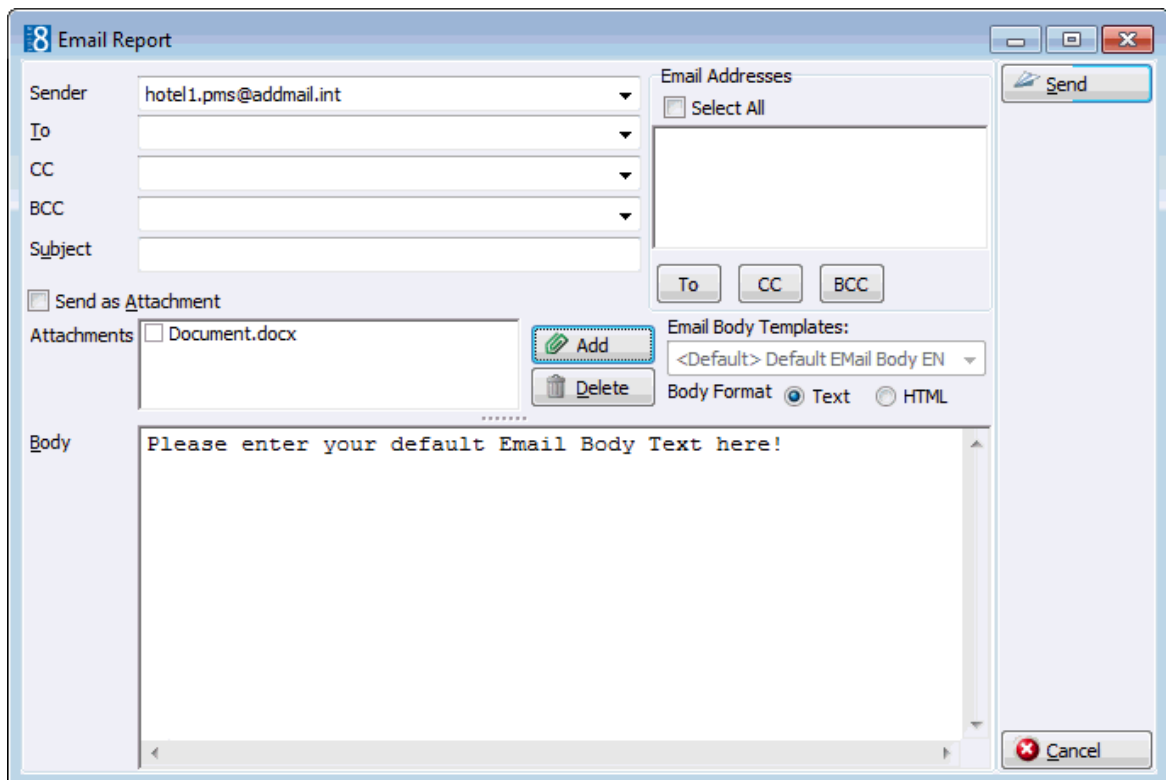 8 Email Report
Sender
hotel1.pms@addmail.int
To
CC
BCC
Subject
Email Addresses
Select All
To CC BCC
Send
Send as Attachment
Attachments
Document.docx
Add
Delete
Email Body Templates:
<Default> Default EMail Body EN
Body Format Text HTML
Body
Please enter your default Email Body Text here!
Cancel